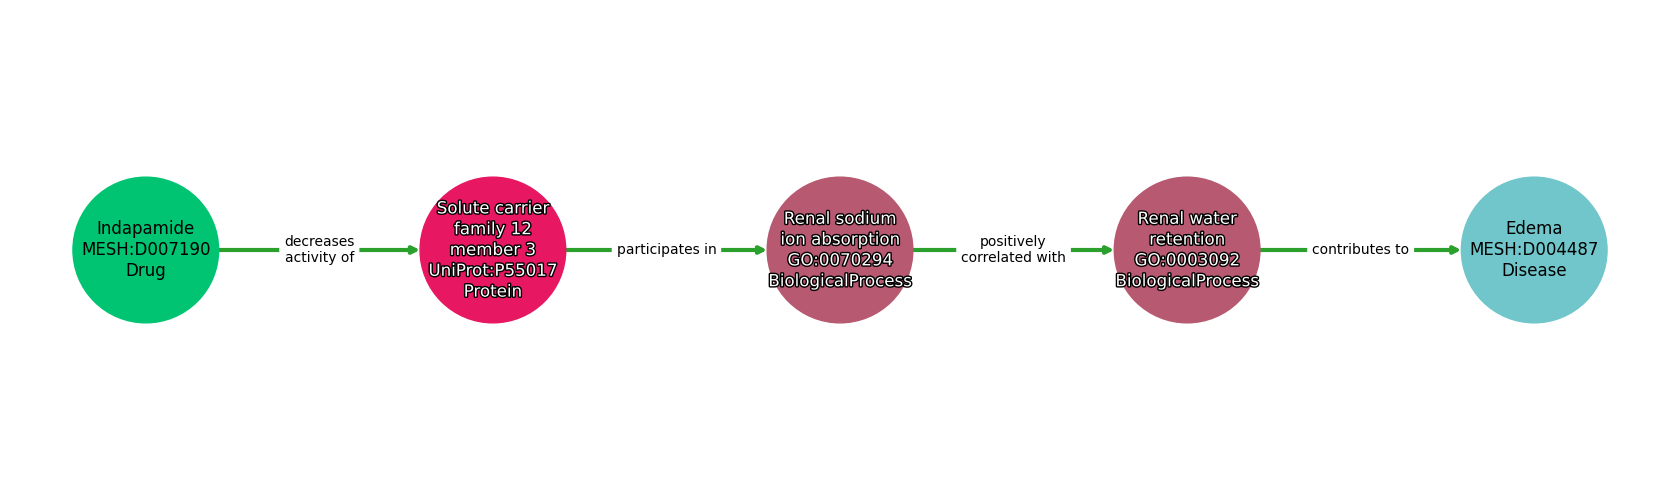 Indapamide
MESH:D007190
Drug
decreases
activity of
Solute carrier
family 12
member 3
UniProt:P55017
Protein
participates in
Renal sodium
ion absorption
GO:0070294
BiologicalProcess
positively
correlated with
Renal water
retention
GO:0003092
BiologicalProcess
contributes to
Edema
MESH:D004487
Disease